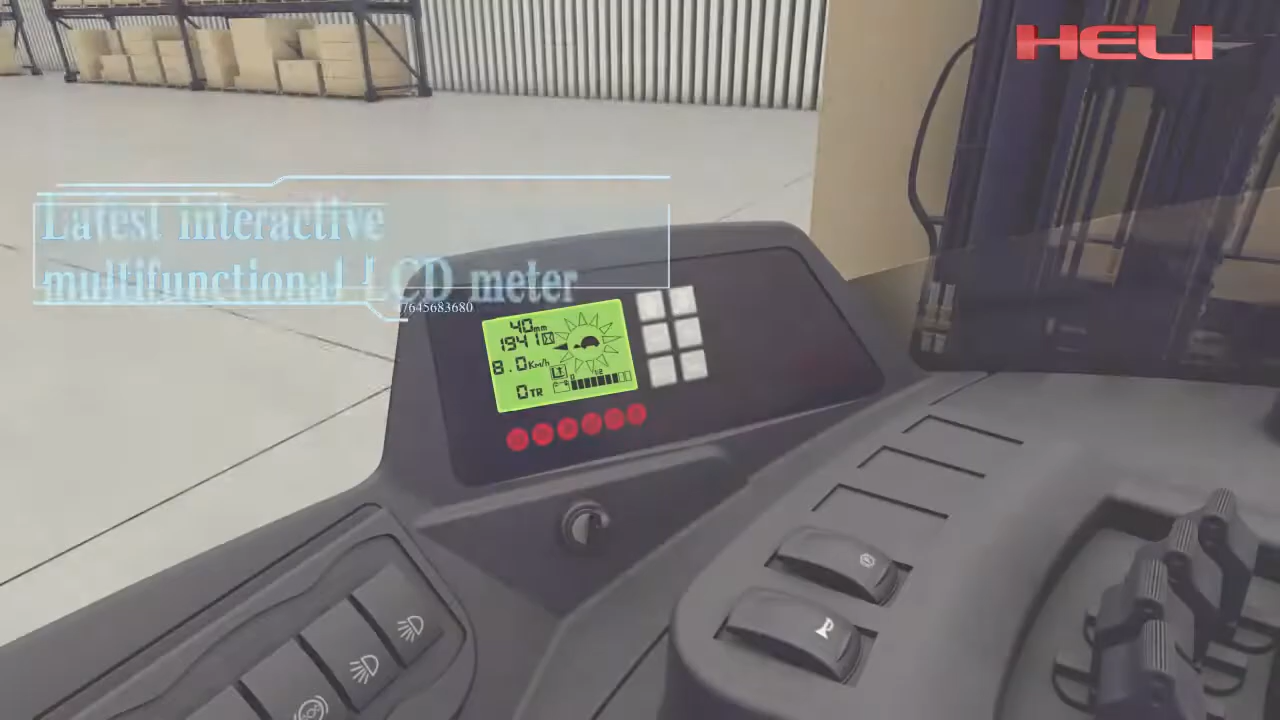 HELI
Latest interactive
multifunctional LCD meter
7645683680
40mm
1941
8.0Km/h
0TR